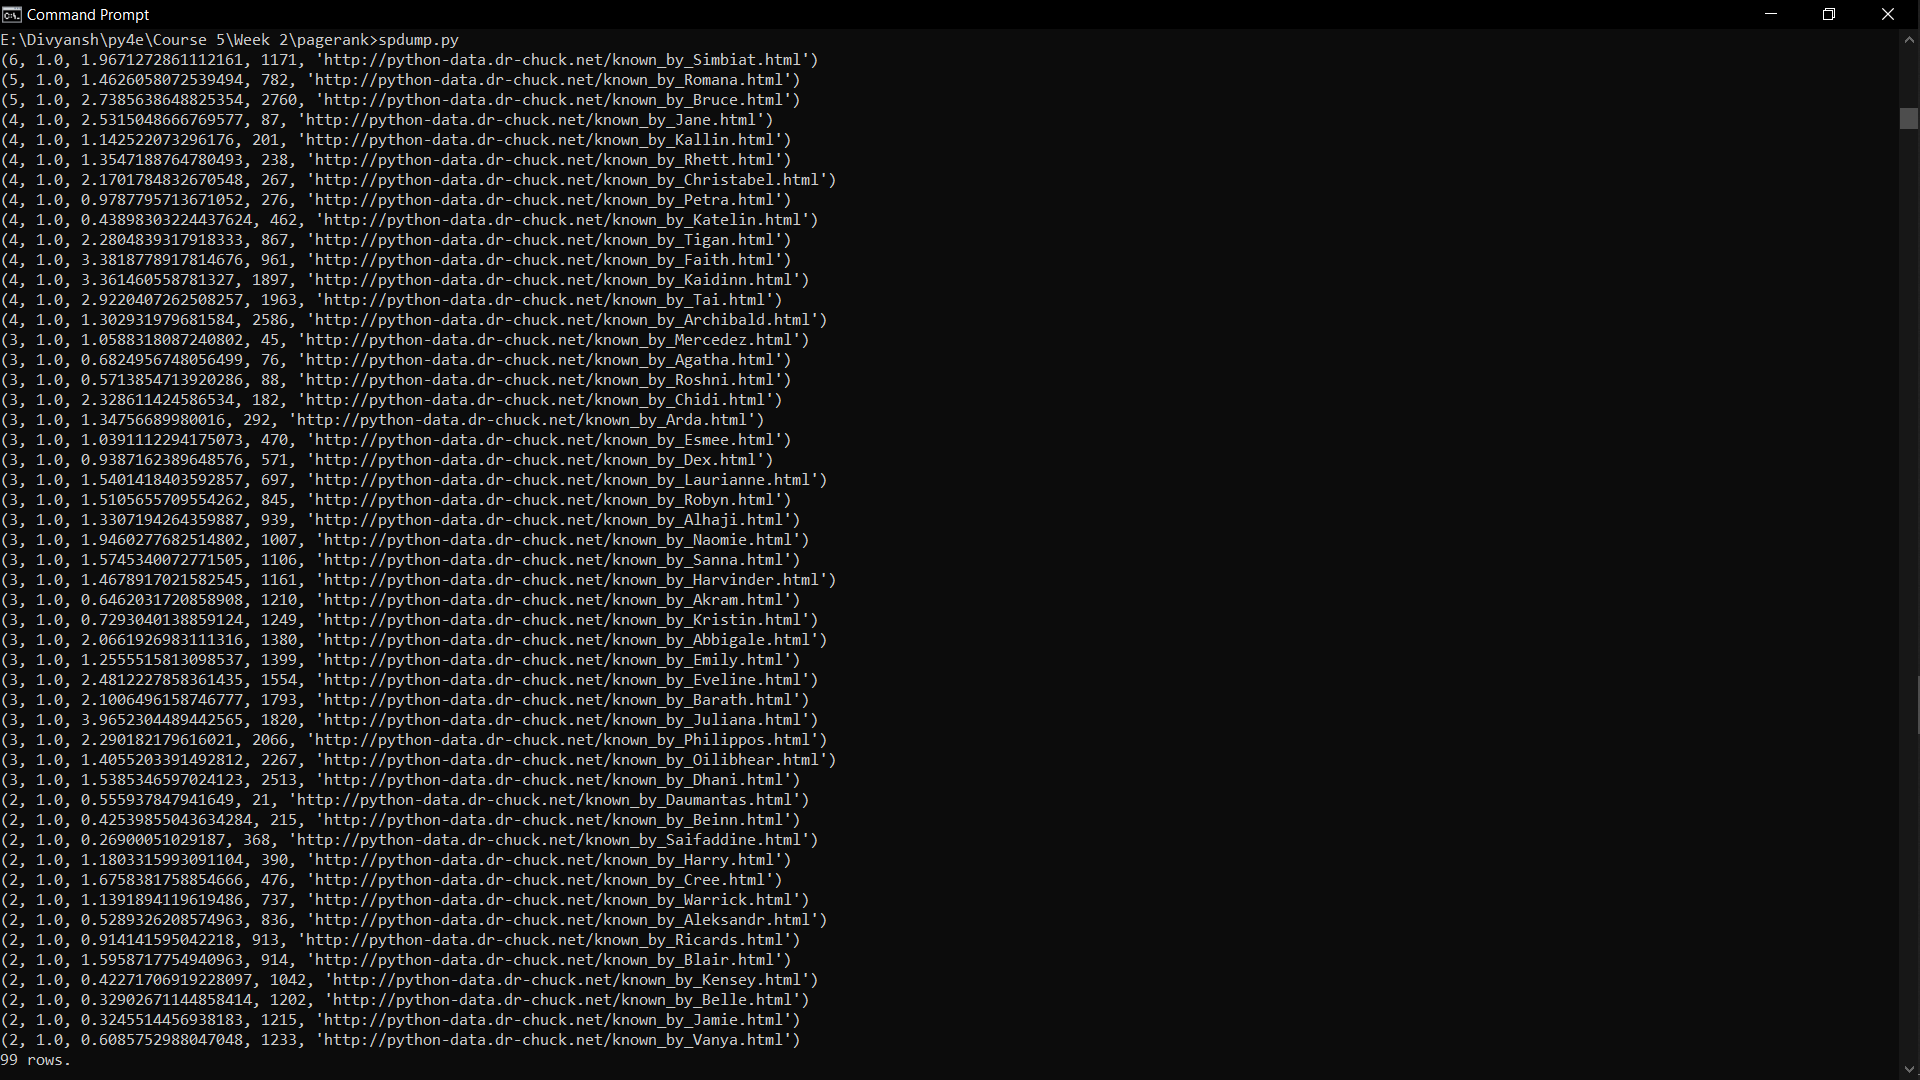 Command Prompt
E:\Divyansh\py4e\Course 5\Week 2\pagerank>spdump.py
(6, 1.0, 1.9671272861112161, 1171, 'http://python-data.dr-chuck.net/known_by_Simbiat.html')
(5, 1.0, 1.4626058072539494, 782, 'http://python-data.dr-chuck.net/known_by_Romana.html')
(5, 1.0, 2.7385638648825354, 2760, 'http://python-data.dr-chuck.net/known_by_Bruce.html')
(4, 1.0, 2.5315048666769577, 87, 'http://python-data.dr-chuck.net/known_by_Jane.html')
(4, 1.0, 1.142522073296176, 201, 'http://python-data.dr-chuck.net/known_by_Kallin.html')
(4, 1.0, 1.3547188764780493, 238, 'http://python-data.dr-chuck.net/known_by_Rhett.html')
(4, 1.0, 2.1701784832670548, 267, 'http://python-data.dr-chuck.net/known_by_Christabel.html')
(4, 1.0, 0.9787795713671052, 276, 'http://python-data.dr-chuck.net/known_by_Petra.html')
(4, 1.0, 0.43898303224437624, 462, 'http://python-data.dr-chuck.net/known_by_Katelin.html')
(4, 1.0, 2.2804839317918333, 867, 'http://python-data.dr-chuck.net/known_by_Tigan.html')
(4, 1.0, 3.3818778917814676, 961, 'http://python-data.dr-chuck.net/known_by_Faith.html')
(4, 1.0, 3.361460558781327, 1897, 'http://python-data.dr-chuck.net/known_by_Kaidinn.html')
(4, 1.0, 2.9220407262508257, 1963, 'http://python-data.dr-chuck.net/known_by_Tai.html')
(4, 1.0, 1.302931979681584, 2586, 'http://python-data.dr-chuck.net/known_by_Archibald.html')
(3, 1.0, 1.0588318087240802, 45, 'http://python-data.dr-chuck.net/known_by_Mercedez.html')
(3, 1.0, 0.6824956748056499, 76, 'http://python-data.dr-chuck.net/known_by_Agatha.html')
(3, 1.0, 0.5713854713920286, 88, 'http://python-data.dr-chuck.net/known_by_Roshni.html')
(3, 1.0, 2.328611424586534, 182, 'http://python-data.dr-chuck.net/known_by_Chidi.html')
(3, 1.0, 1.34756689980016, 292, 'http://python-data.dr-chuck.net/known_by_Arda.html')
(3, 1.0, 1.0391112294175073, 470, 'http://python-data.dr-chuck.net/known_by_Esmee.html')
(3, 1.0, 0.9387162389648576, 571, 'http://python-data.dr-chuck.net/known_by_Dex.html')
(3, 1.0, 1.5401418403592857, 697, 'http://python-data.dr-chuck.net/known_by_Laurianne.html')
(3, 1.0, 1.5105655709554262, 845, 'http://python-data.dr-chuck.net/known_by_Robyn.html')
(3, 1.0, 1.3307194264359887, 939, 'http://python-data.dr-chuck.net/known_by_Alhaji.html')
(3, 1.0, 1.9460277682514802, 1007, 'http://python-data.dr-chuck.net/known_by_Naomie.html')
(3, 1.0, 1.5745340072771505, 1106, 'http://python-data.dr-chuck.net/known_by_Sanna.html')
(3, 1.0, 1.4678917021582545, 1161, 'http://python-data.dr-chuck.net/known_by_Harvinder.html')
(3, 1.0, 0.6462031720858908, 1210, 'http://python-data.dr-chuck.net/known_by_Akram.html')
(3, 1.0, 0.7293040138859124, 1249, 'http://python-data.dr-chuck.net/known_by_Kristin.html')
(3, 1.0, 2.0661926983111316, 1380, 'http://python-data.dr-chuck.net/known_by_Abbigale.html')
(3, 1.0, 1.2555515813098537, 1399, 'http://python-data.dr-chuck.net/known_by_Emily.html')
(3, 1.0, 2.4812227858361435, 1554, 'http://python-data.dr-chuck.net/known_by_Eveline.html')
(3, 1.0, 2.1006496158746777, 1793, 'http://python-data.dr-chuck.net/known_by_Barath.html')
(3, 1.0, 3.9652304489442565, 1820, 'http://python-data.dr-chuck.net/known_by_Juliana.html')
(3, 1.0, 2.290182179616021, 2066, 'http://python-data.dr-chuck.net/known_by_Philippos.html')
(3, 1.0, 1.4055203391492812, 2267, 'http://python-data.dr-chuck.net/known_by_Oilibhear.html')
(3, 1.0, 1.5385346597024123, 2513, 'http://python-data.dr-chuck.net/known_by_Dhani.html')
(2, 1.0, 0.555937847941649, 21, 'http://python-data.dr-chuck.net/known_by_Daumantas.html')
(2, 1.0, 0.42539855043634284, 215, 'http://python-data.dr-chuck.net/known_by_Beinn.html')
(2, 1.0, 0.26900051029187, 368, 'http://python-data.dr-chuck.net/known_by_Saifaddine.html')
(2, 1.0, 1.1803315993091104, 390, 'http://python-data.dr-chuck.net/known_by_Harry.html')
(2, 1.0, 1.6758381758854666, 476, 'http://python-data.dr-chuck.net/known_by_Cree.html')
(2, 1.0, 1.1391894119619486, 737, 'http://python-data.dr-chuck.net/known_by_Warrick.html')
(2, 1.0, 0.5289326208574963, 836, 'http://python-data.dr-chuck.net/known_by_Aleksandr.html')
(2, 1.0, 0.914141595042218, 913, 'http://python-data.dr-chuck.net/known_by_Ricards.html')
(2, 1.0, 1.5958717754940963, 914, 'http://python-data.dr-chuck.net/known_by_Blair.html')
(2, 1.0, 0.42271706919228097, 1042, 'http://python-data.dr-chuck.net/known_by_Kensey.html')
(2, 1.0, 0.32902671144858414, 1202, 'http://python-data.dr-chuck.net/known_by_Belle.html')
(2, 1.0, 0.3245514456938183, 1215, 'http://python-data.dr-chuck.net/known_by_Jamie.html')
(2, 1.0, 0.6085752988047048, 1233, 'http://python-data.dr-chuck.net/known_by_Vanya.html')
99 rows.